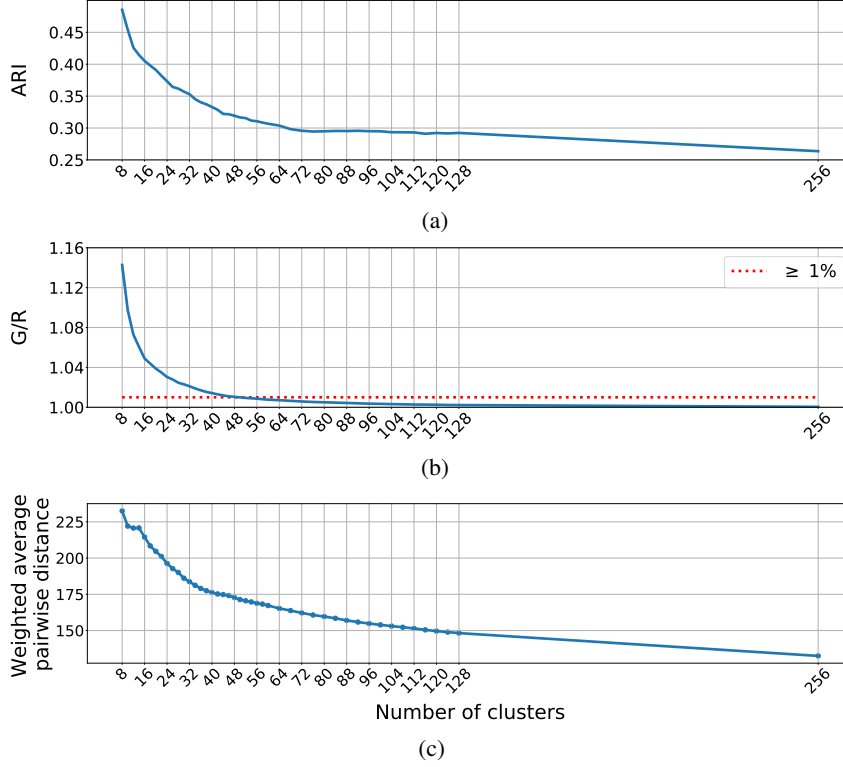 0.45
0.40
0.35
0.30
0.25
ARI
8 16 24 32 40 48 56 64 72 80 88 96 104 112 120 128 256
(a)
1.16
1.12
1.08
1.04
1.00
G/R
≥ 1%
8 16 24 32 40 48 56 64 72 80 88 96 104 112 120 128 256
(b)
225
200
175
150
Weighted average
pairwise distance
8 16 24 32 40 48 56 64 72 80 88 96 104 112 120 128 256
Number of clusters
(c)